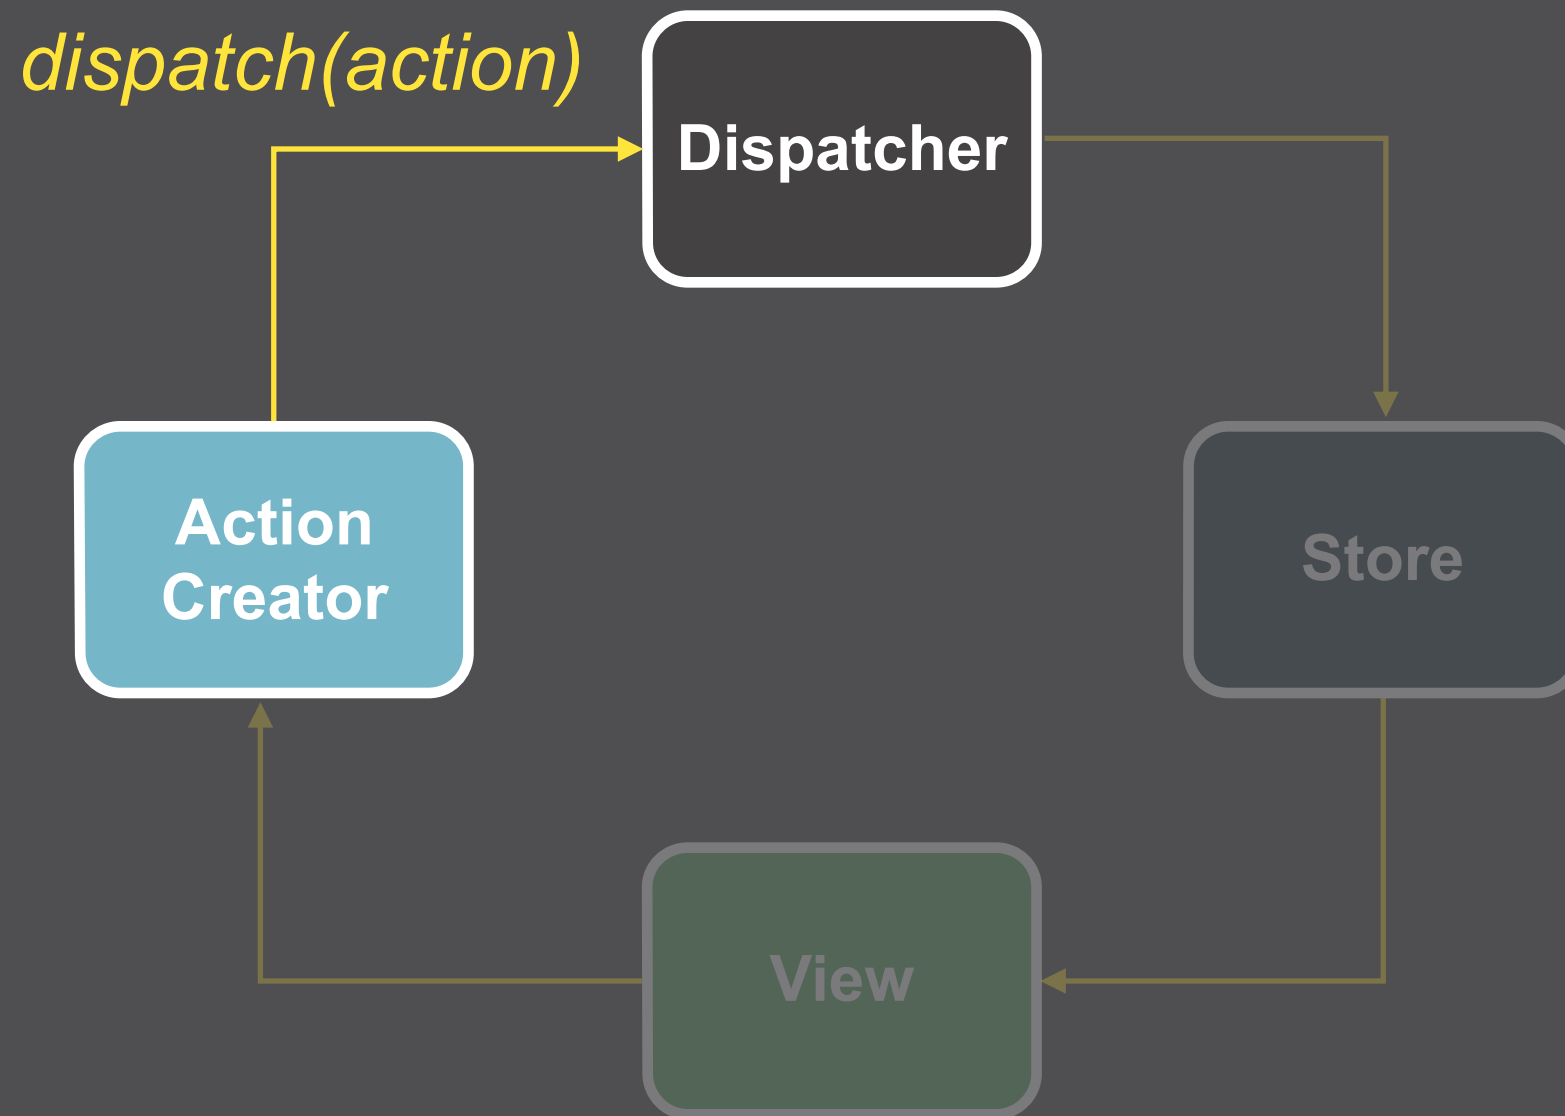 dispatch(action)
Dispatcher
Action
Creator
Store
View